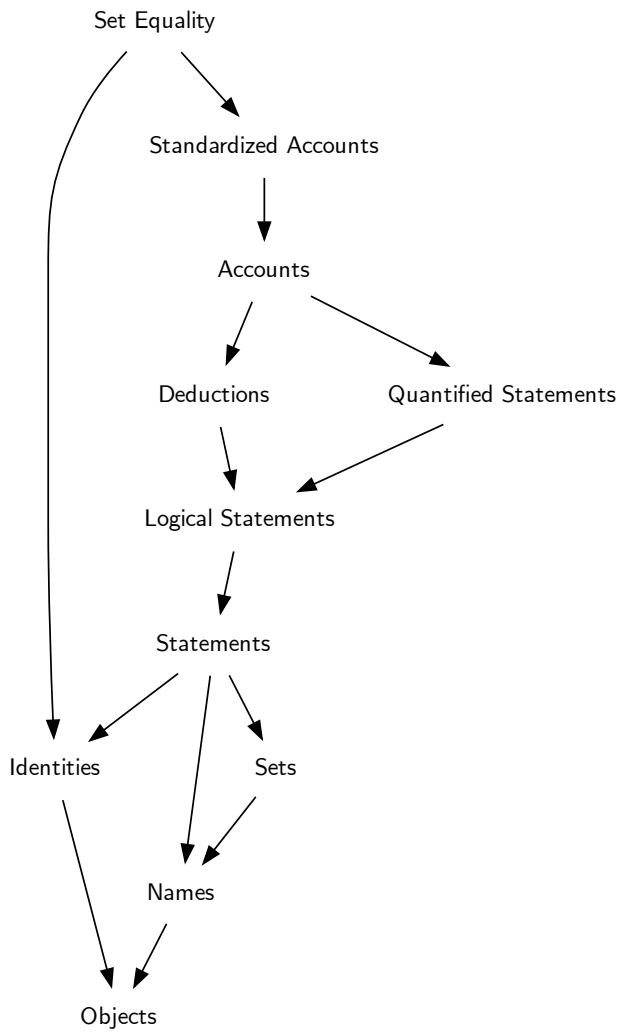 Set Equality
Standardized Accounts
Accounts
Deductions
Quantified Statements
Logical Statements
Statements
Identities
Sets
Names
Objects